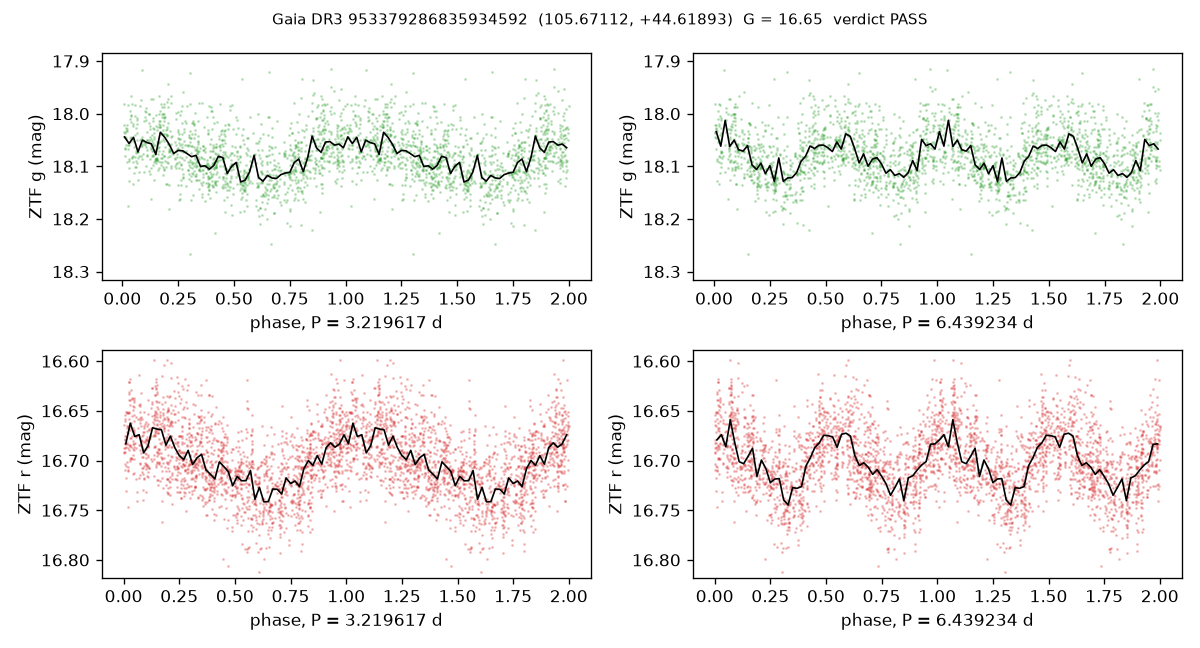 Gaia DR3 953379286835934592 (105.67112, +44.61893) G = 16.65 verdict PASS
ZTF g (mag)
17.9
18.0
18.1
18.2
18.3
0.00 0.25 0.50 0.75 1.00 1.25 1.50 1.75 2.00
phase, P = 3.219617 d
ZTF g (mag)
17.9
18.0
18.1
18.2
18.3
0.00 0.25 0.50 0.75 1.00 1.25 1.50 1.75 2.00
phase, P = 6.439234 d
ZTF r (mag)
16.60
16.65
16.70
16.75
16.80
0.00 0.25 0.50 0.75 1.00 1.25 1.50 1.75 2.00
phase, P = 3.219617 d
ZTF r (mag)
16.60
16.65
16.70
16.75
16.80
0.00 0.25 0.50 0.75 1.00 1.25 1.50 1.75 2.00
phase, P = 6.439234 d